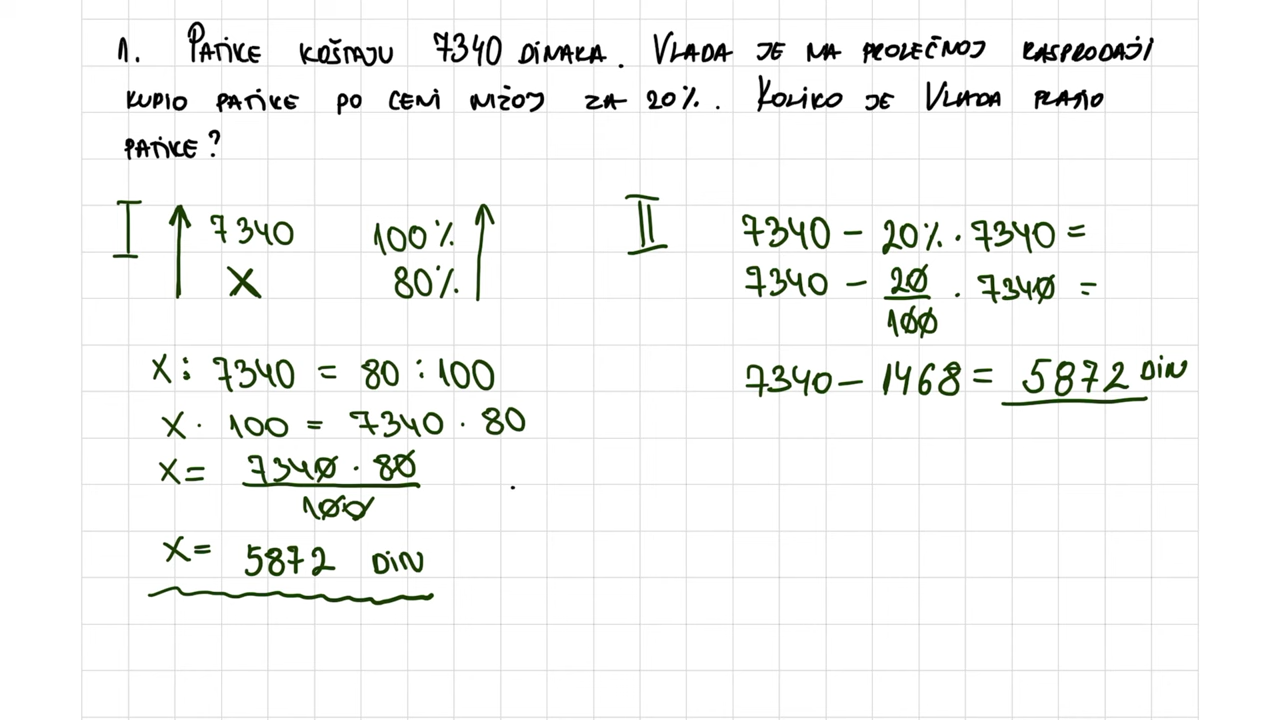 1. PATIKE KOŠTAJU 7340 DINARA. VLADA JE NA PROLEĆNOJ RASPRODAJI
KUPIO PATIKE PO CENI NIŽOJ ZA 20%. KOLIKO JE VLADA PLATIO
PATIKE?
I ↑ 7340 100% ↑
X 80%
X : 7340 = 80 : 100
X · 100 = 7340 · 80
X = 7340 · 80 / 100
X = 5872 DIN
II 7340 - 20% · 7340 =
7340 - 20/100 · 7340 =
7340 - 1468 = 5872 DIN